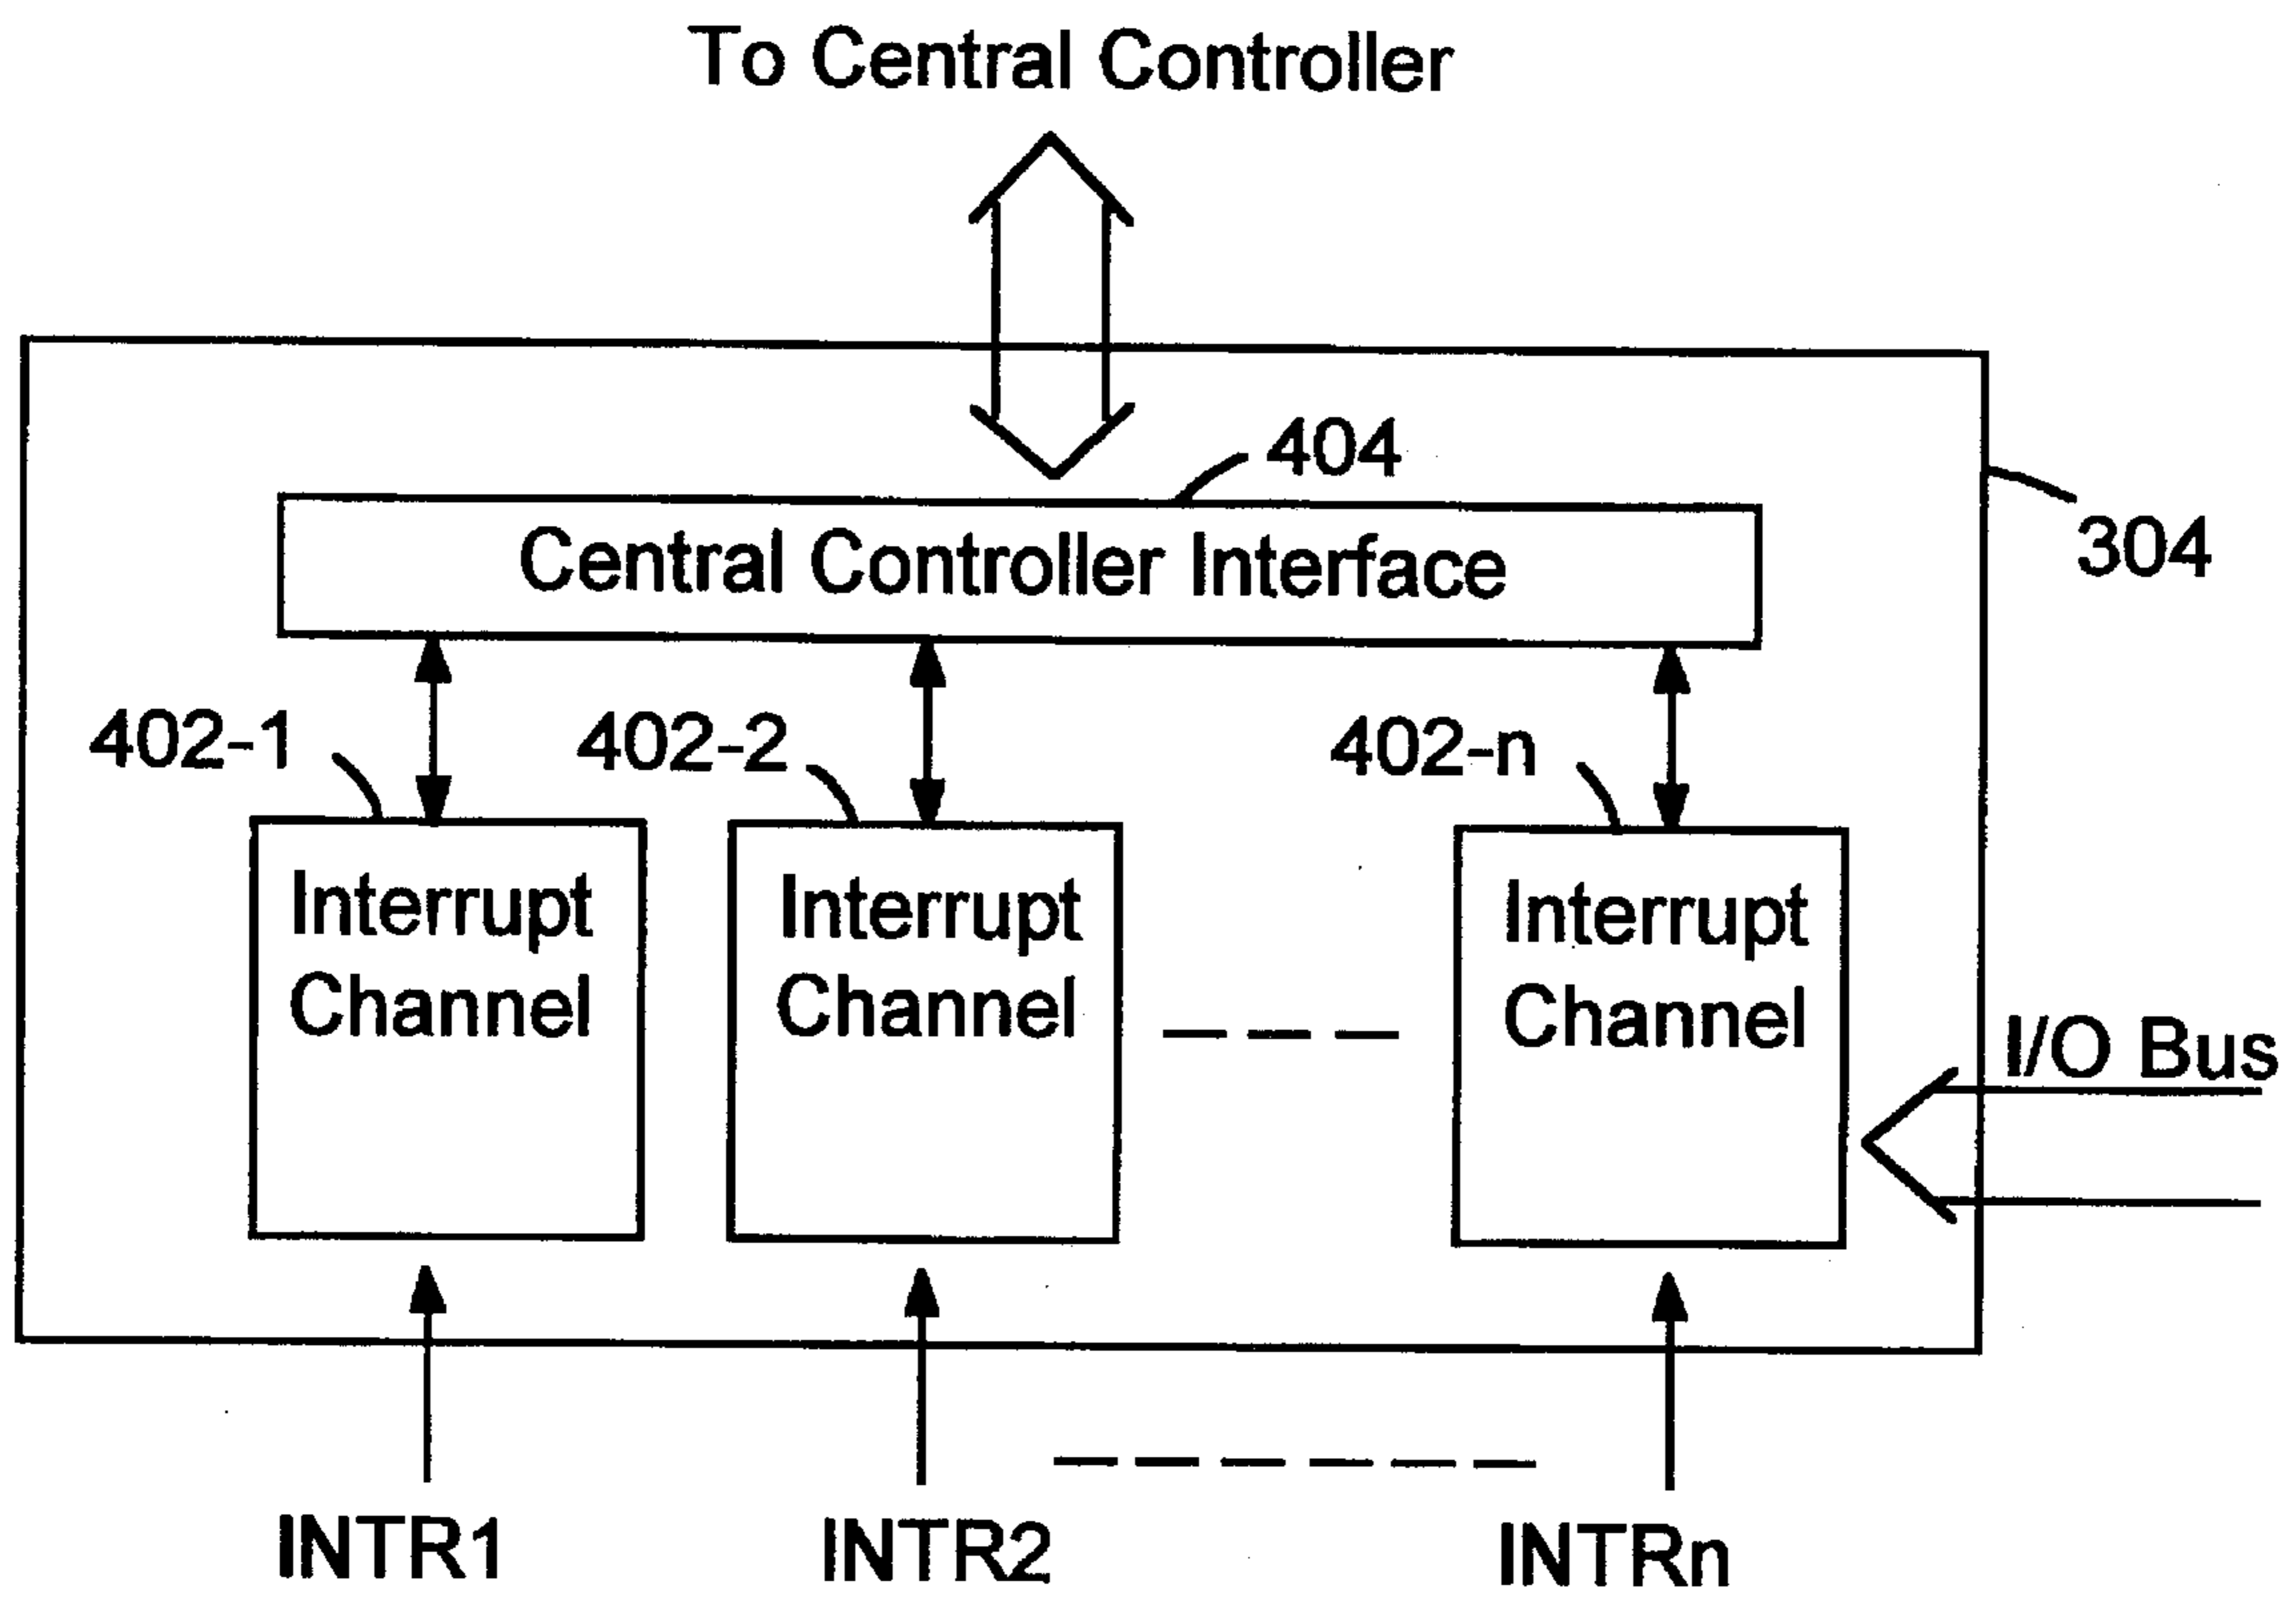 To Central Controller
404
Central Controller Interface
304
402-1
402-2
402-n
Interrupt
Channel
Interrupt
Channel
Interrupt
Channel
I/O Bus
INTR1
INTR2
INTRn